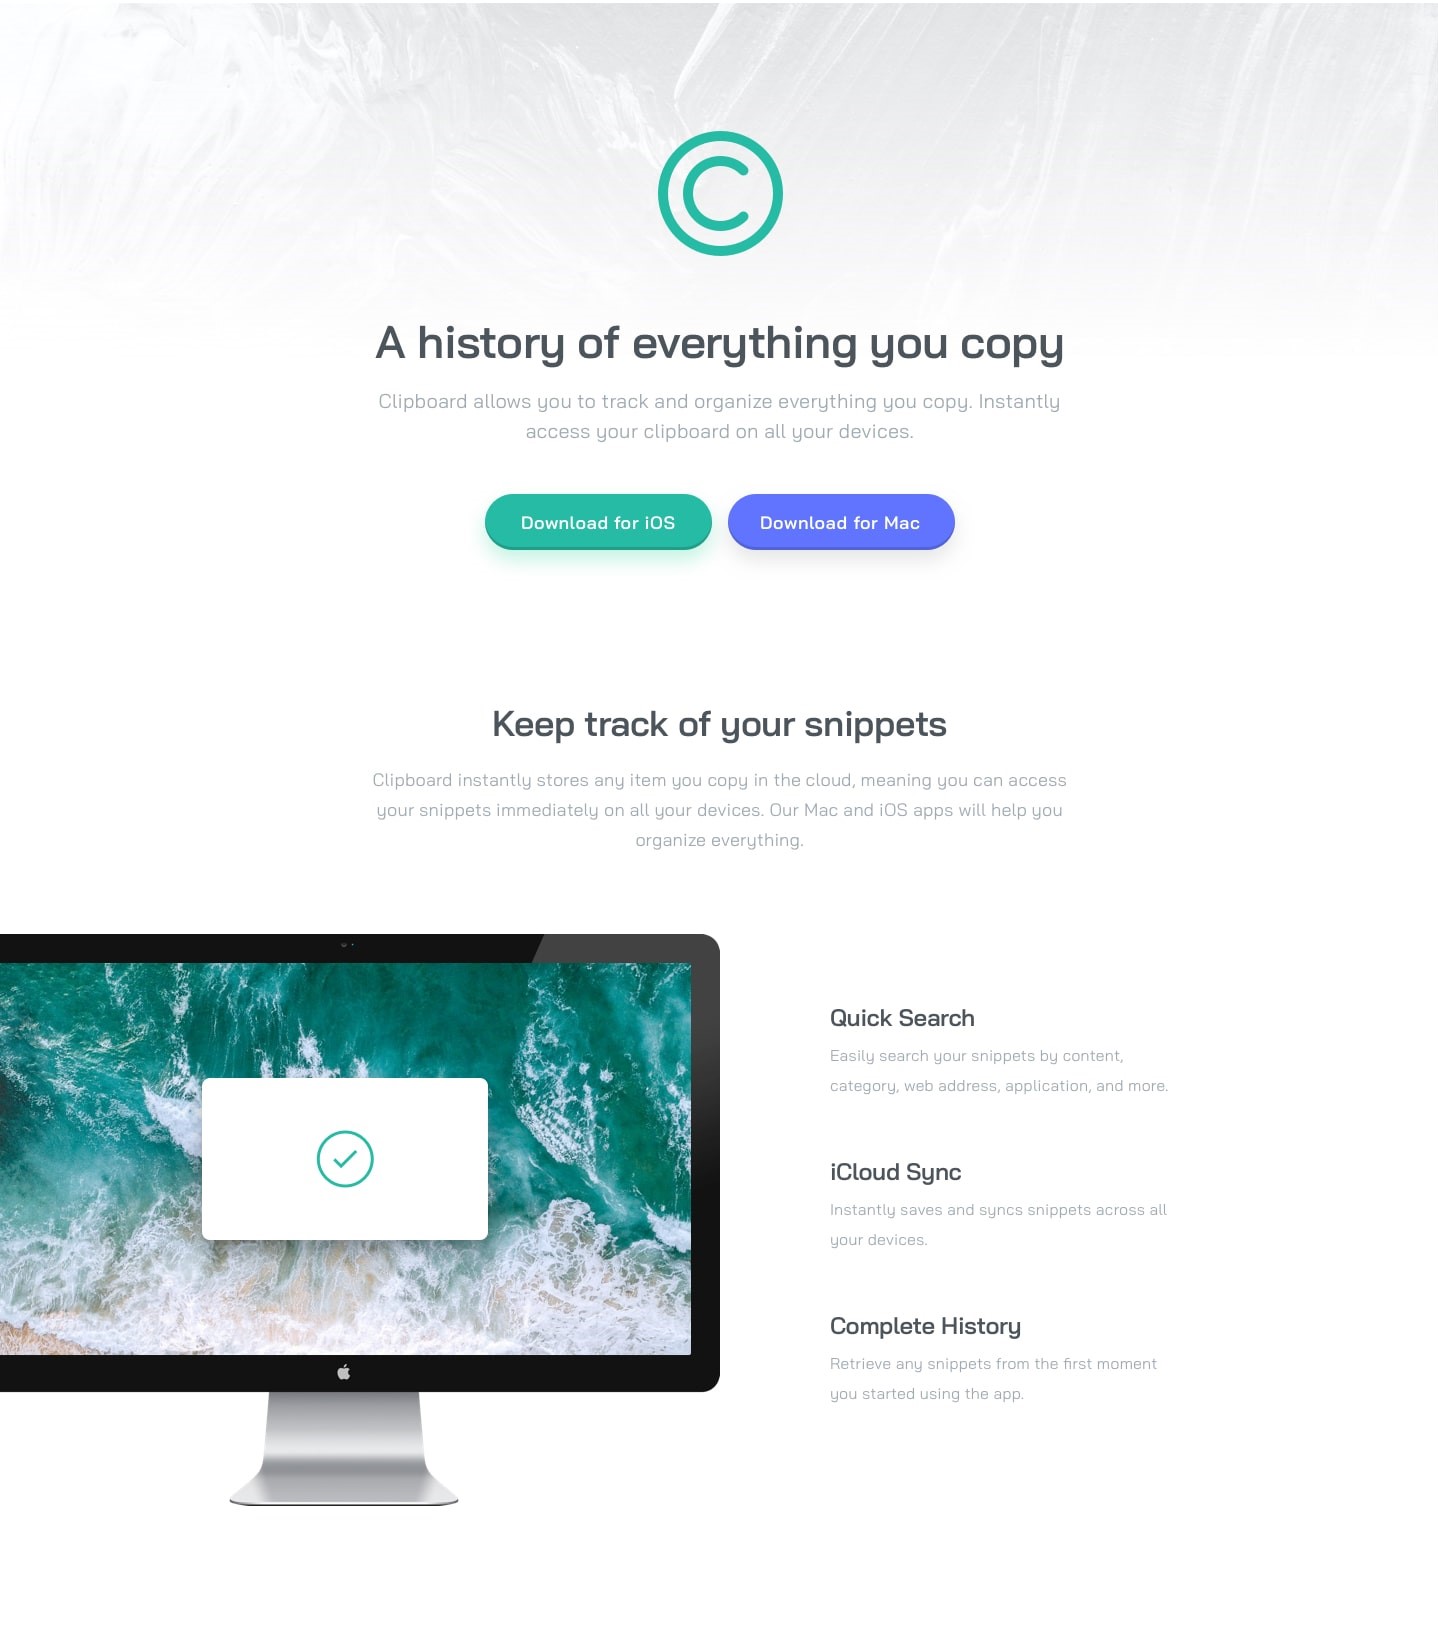 C
A history of everything you copy
Clipboard allows you to track and organize everything you copy. Instantly
access your clipboard on all your devices.
Download for iOS
Download for Mac
Keep track of your snippets
Clipboard instantly stores any item you copy in the cloud, meaning you can access
your snippets immediately on all your devices. Our Mac and iOS apps will help you
organize everything.
Quick Search
Easily search your snippets by content,
category, web address, application, and more.
iCloud Sync
Instantly saves and syncs snippets across all
your devices.
Complete History
Retrieve any snippets from the first moment
you started using the app.